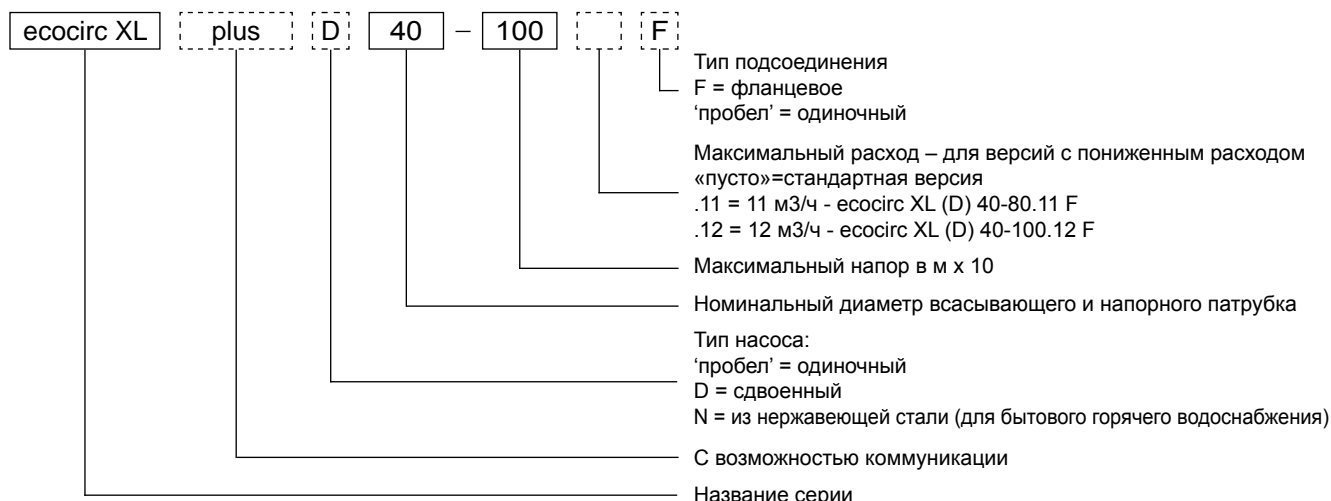 ecocirc XL plus D 40 – 100 F
Тип подсоединения
F = фланцевое
‘пробел’ = одиночный
Максимальный расход – для версий с пониженным расходом
«пусто»=стандартная версия
.11 = 11 м3/ч - ecocirc XL (D) 40-80.11 F
.12 = 12 м3/ч - ecocirc XL (D) 40-100.12 F
Максимальный напор в м x 10
Номинальный диаметр всасывающего и напорного патрубка
Тип насоса:
‘пробел’ = одиночный
D = сдвоенный
N = из нержавеющей стали (для бытового горячего водоснабжения)
С возможностью коммуникации
Название серии